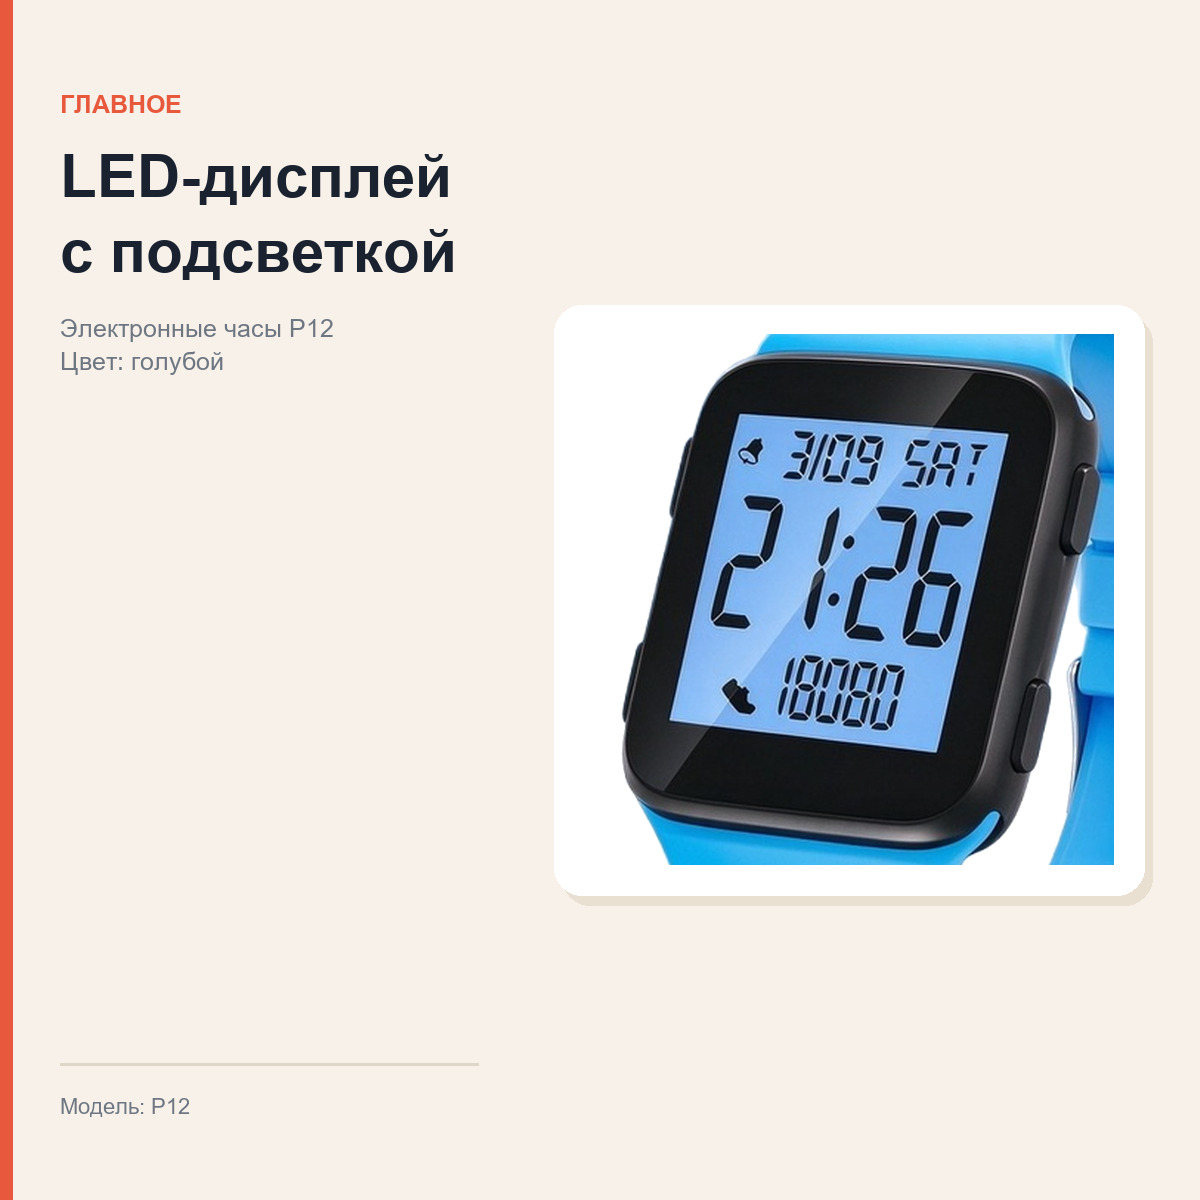 ГЛАВНОЕ
LED-дисплей
с подсветкой
Электронные часы P12
Цвет: голубой
3/09 SAT
21:26
18080
Модель: P12